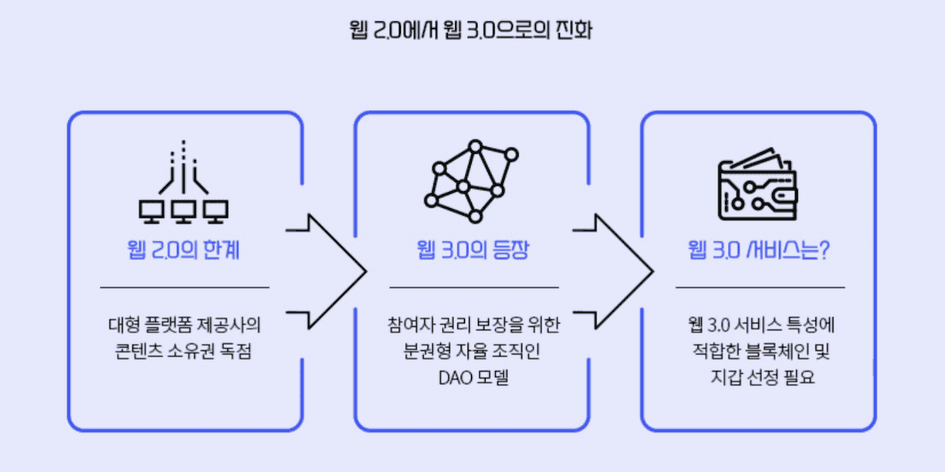 웹 2.0에서 웹 3.0으로의 진화
웹 2.0의 한계
대형 플랫폼 제공사의
콘텐츠 소유권 독점
웹 3.0의 등장
참여자 권리 보장을 위한
분권형 자율 조직인
DAO 모델
웹 3.0 서비스는?
웹 3.0 서비스 특성에
적합한 블록체인 및
지갑 선정 필요